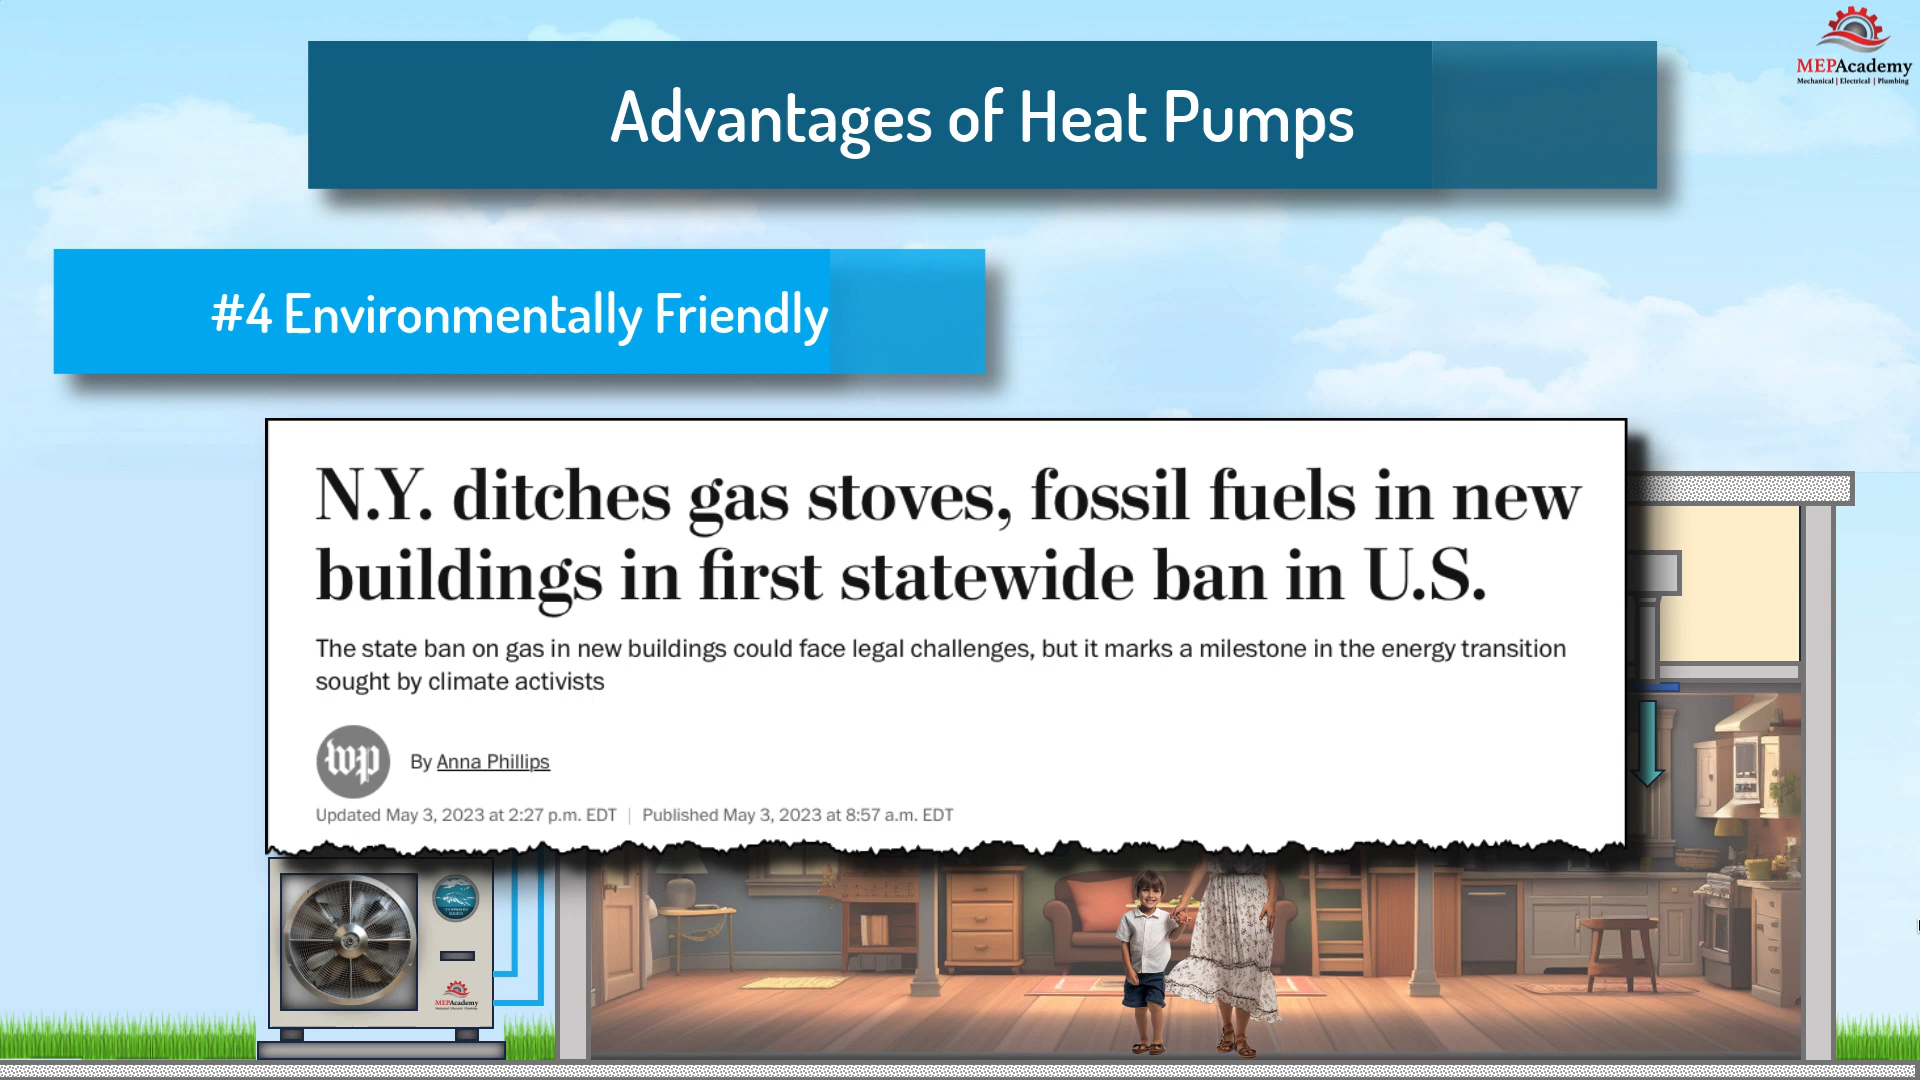 MEPAcademy
Mechanical | Electrical | Plumbing
Advantages of Heat Pumps
#4 Environmentally Friendly
N.Y. ditches gas stoves, fossil fuels in new
buildings in first statewide ban in U.S.
The state ban on gas in new buildings could face legal challenges, but it marks a milestone in the energy transition
sought by climate activists
wp
By Anna Phillips
Updated May 3, 2023 at 2:27 p.m. EDT | Published May 3, 2023 at 8:57 a.m. EDT
MEPAcademy